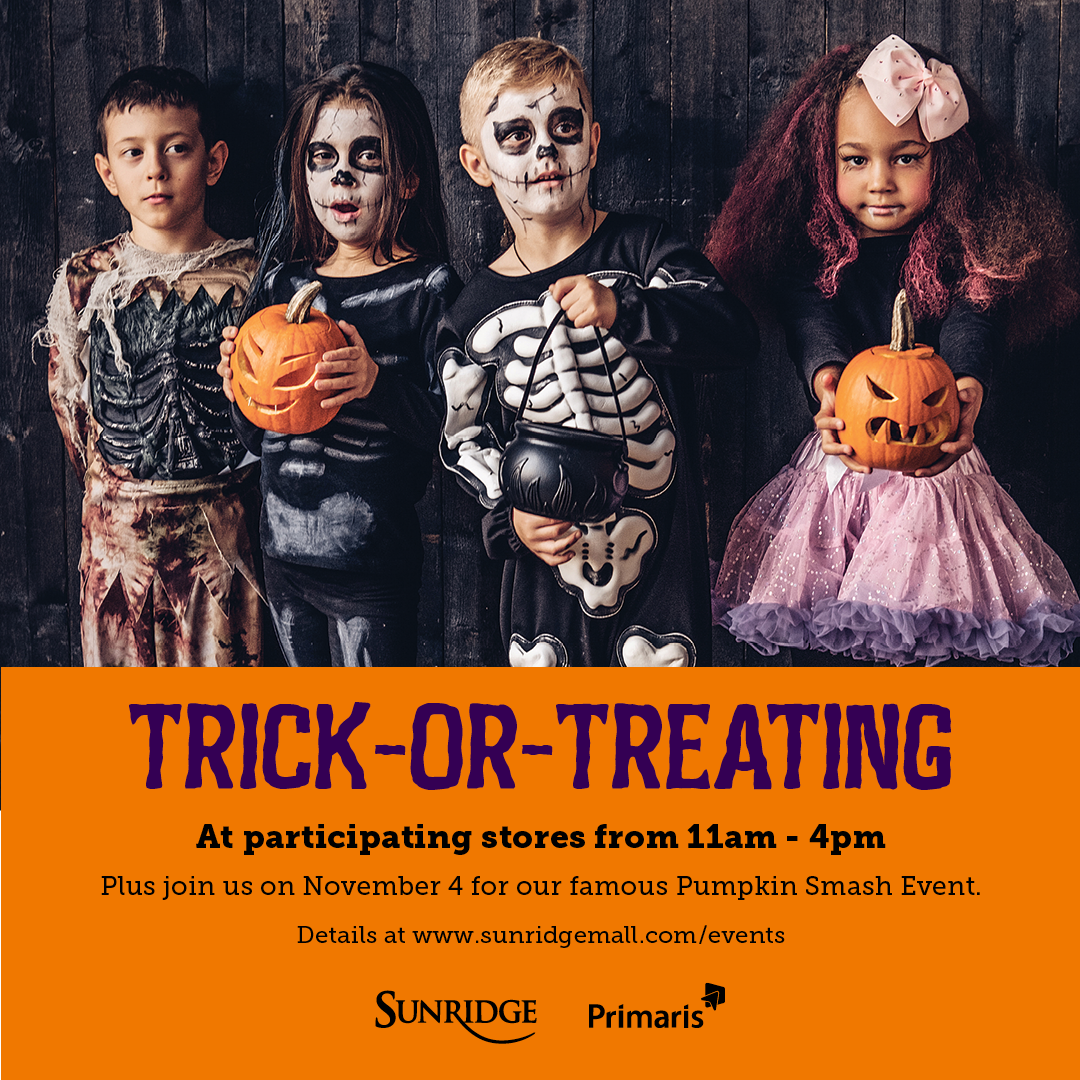 TRICK-OR-TREATING
At participating stores from 11am - 4pm
Plus join us on November 4 for our famous Pumpkin Smash Event.
Details at www.sunridgemall.com/events
SUNRIDGE Primaris